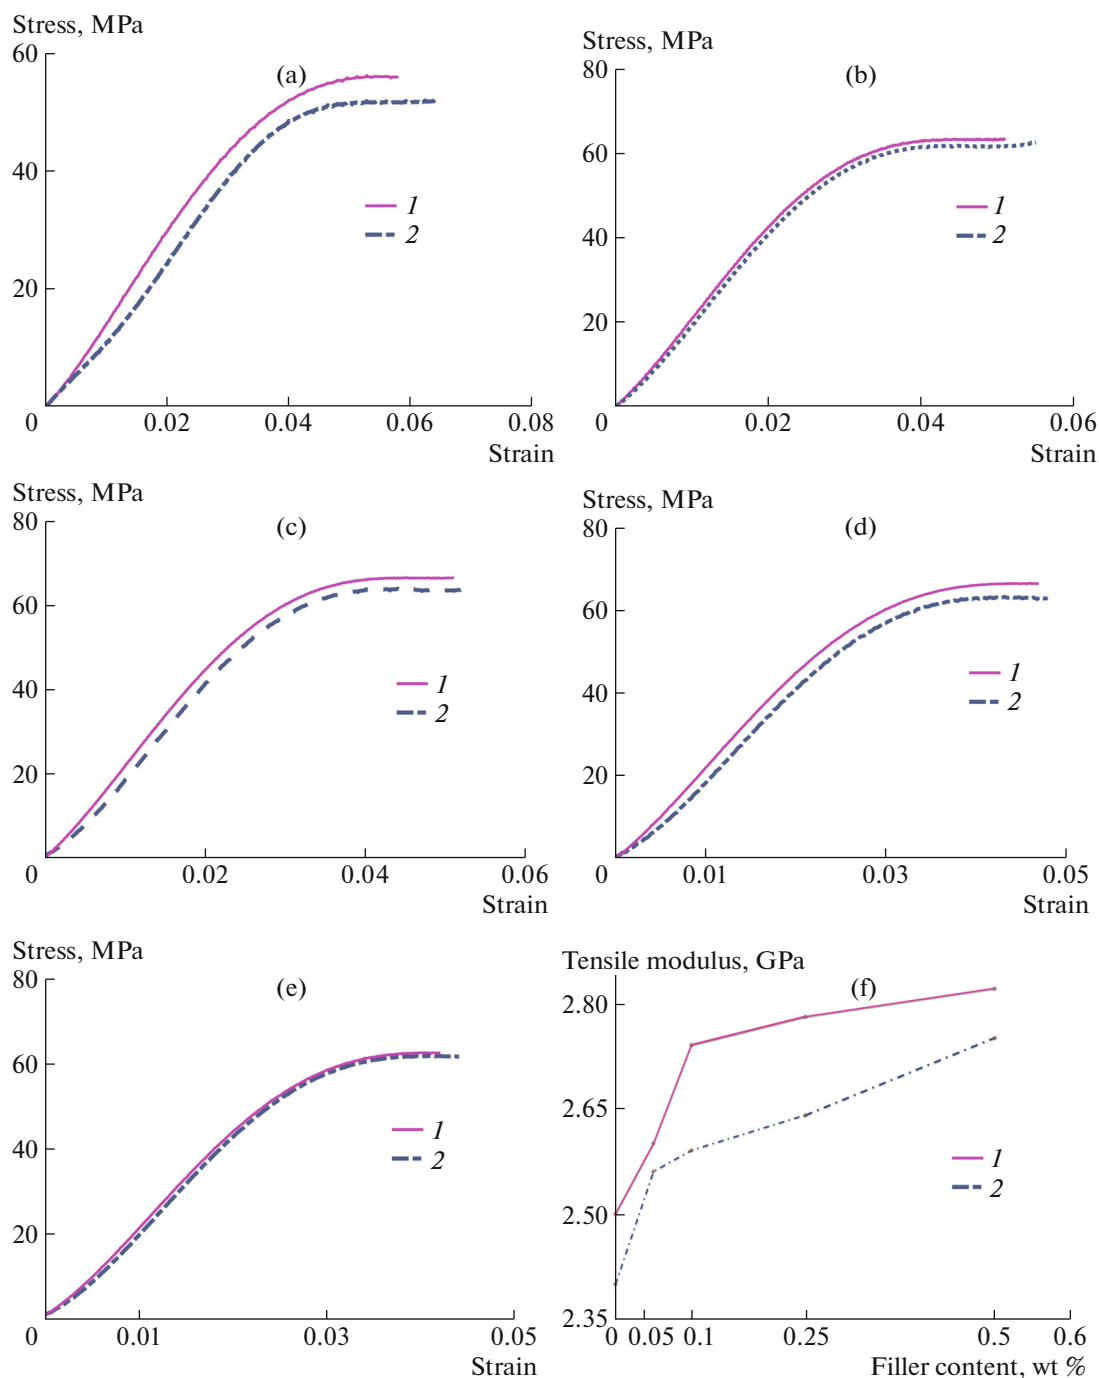 Stress, MPa
60
(a)
40
1
2
20
0 0.02 0.04 0.06 0.08
Strain
Stress, MPa
80
(b)
60
1
2
40
20
0 0.02 0.04 0.06
Strain
Stress, MPa
80
(c)
60
1
2
40
20
0 0.02 0.04 0.06
Strain
Stress, MPa
80
(d)
60
1
2
40
20
0 0.01 0.03 0.05
Strain
Stress, MPa
80
(e)
60
1
2
40
20
0 0.01 0.03 0.05
Strain
Tensile modulus, GPa
(f)
2.80
2.65
1
2
2.50
2.35
0 0.05 0.1 0.25 0.5 0.6
Filler content, wt %